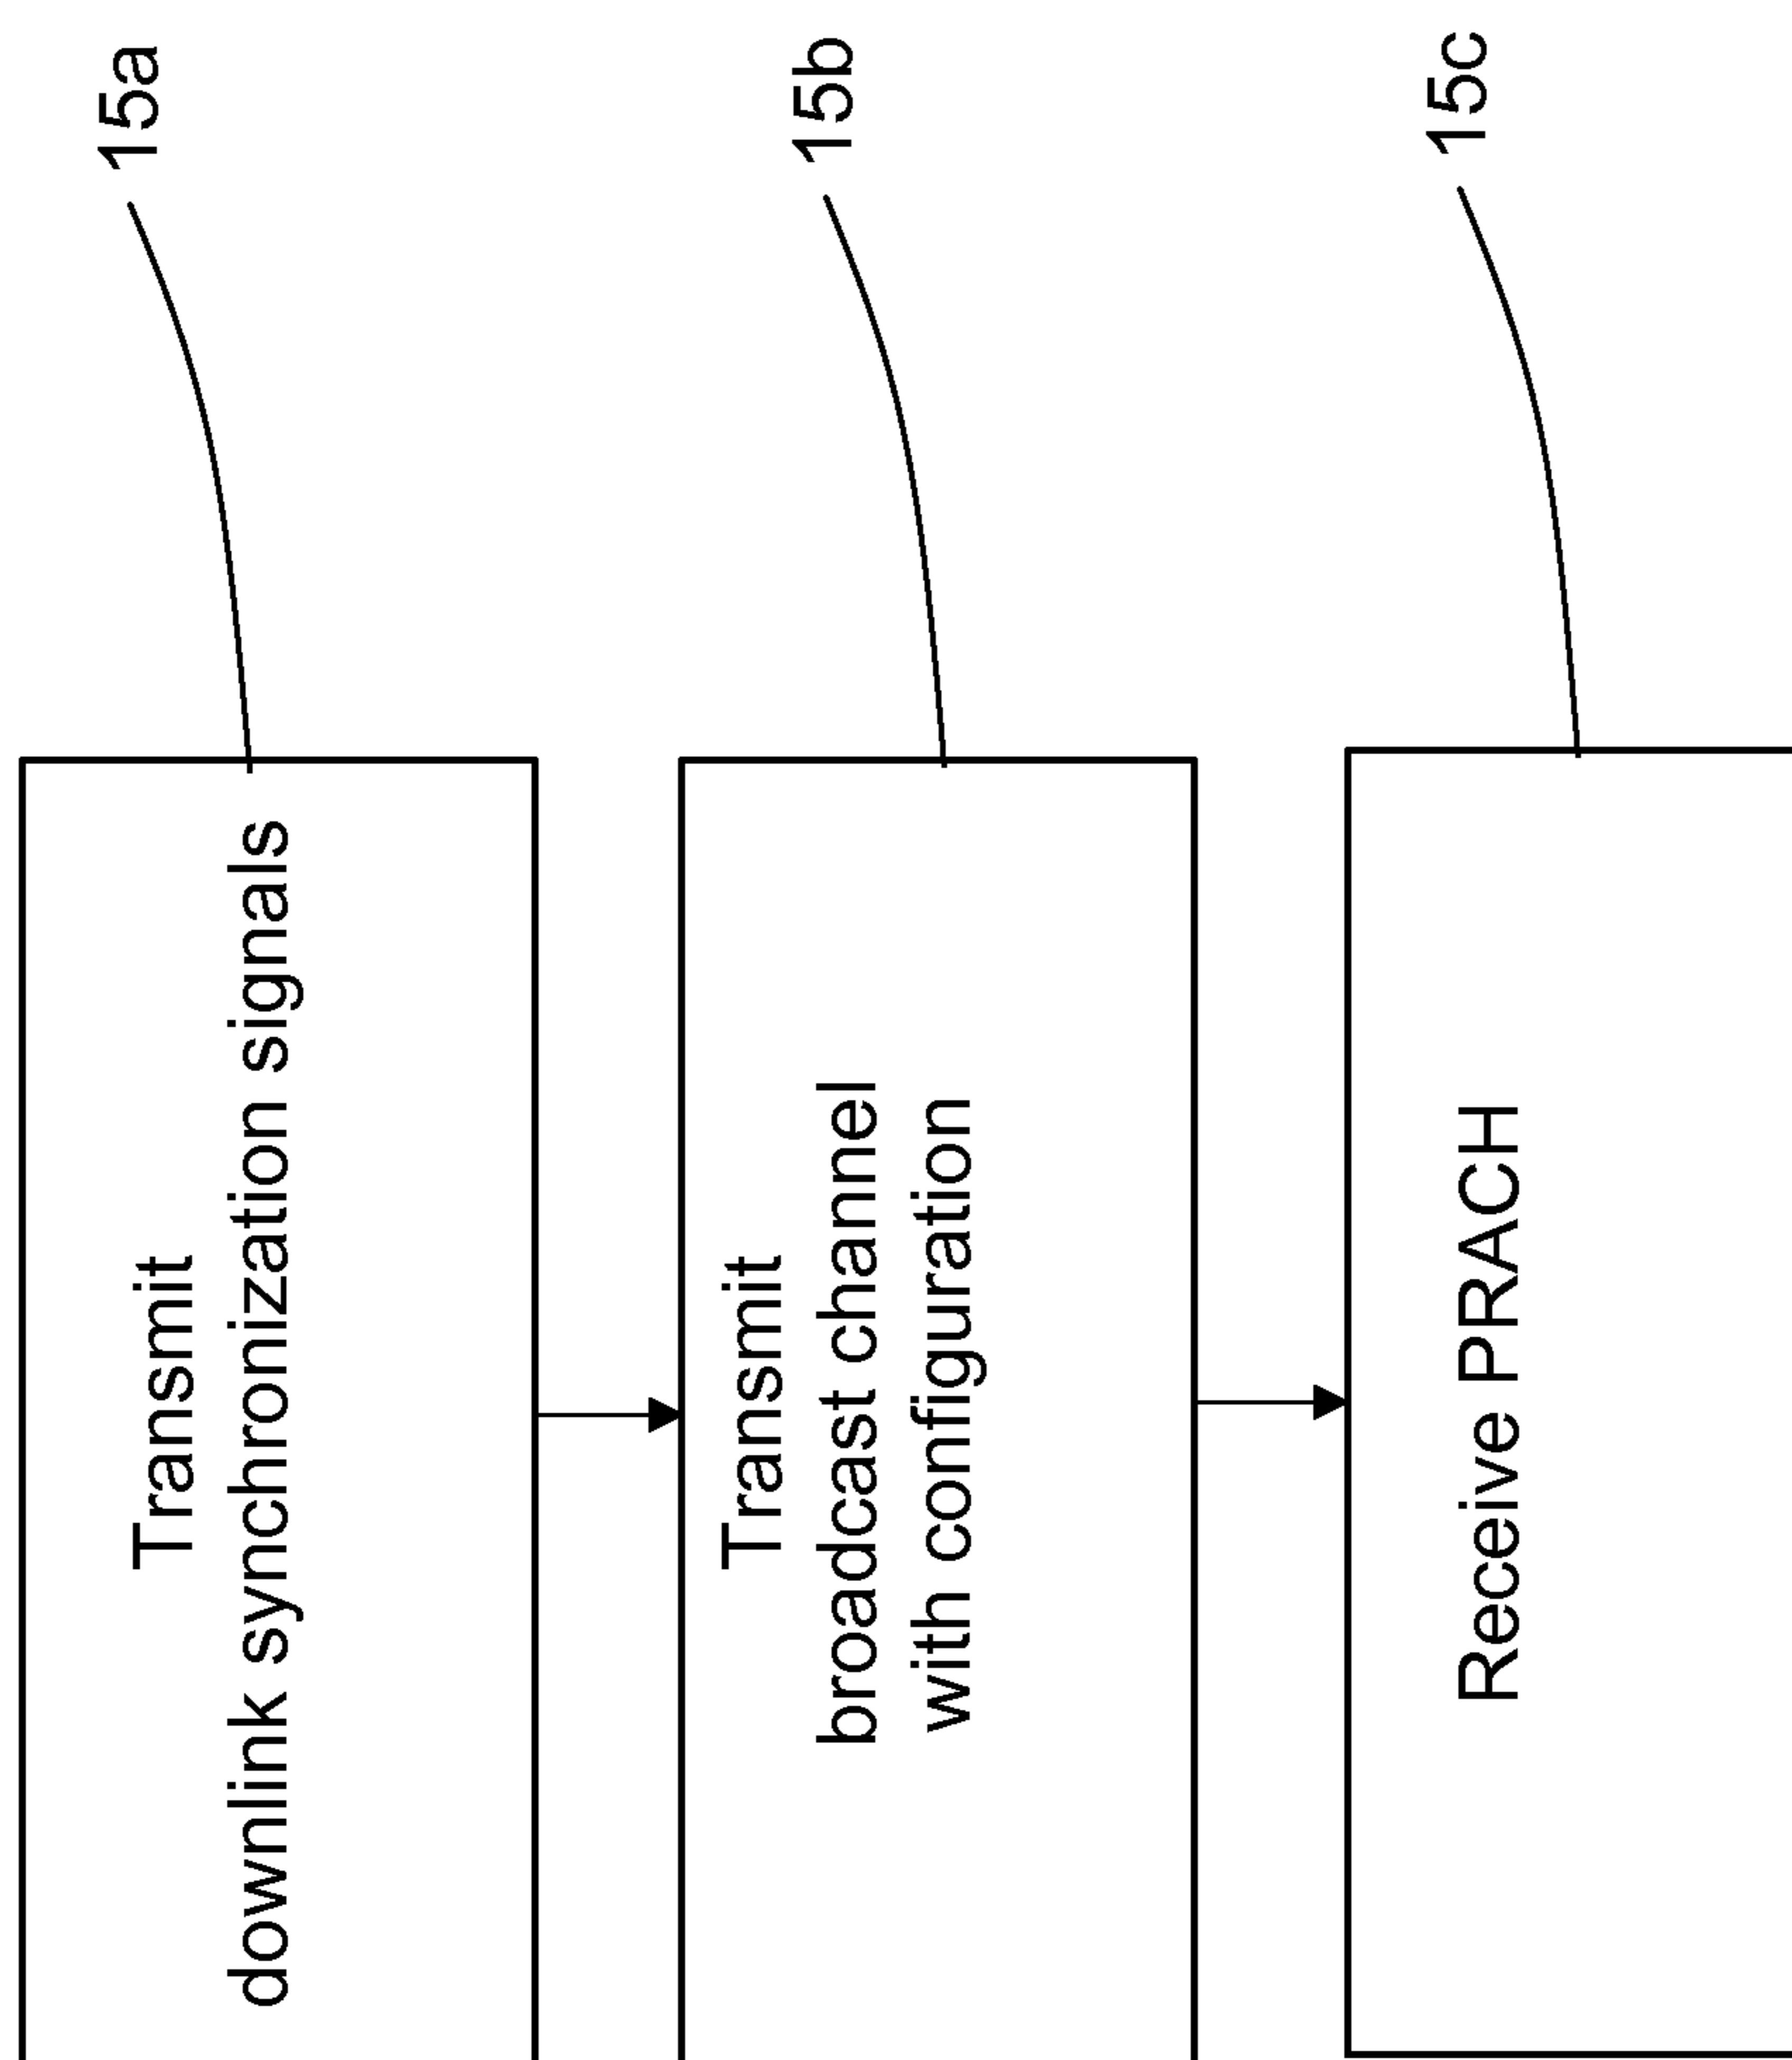 Transmit
downlink synchronization signals
15a
Transmit
broadcast channel
with configuration
15b
Receive PRACH
15c